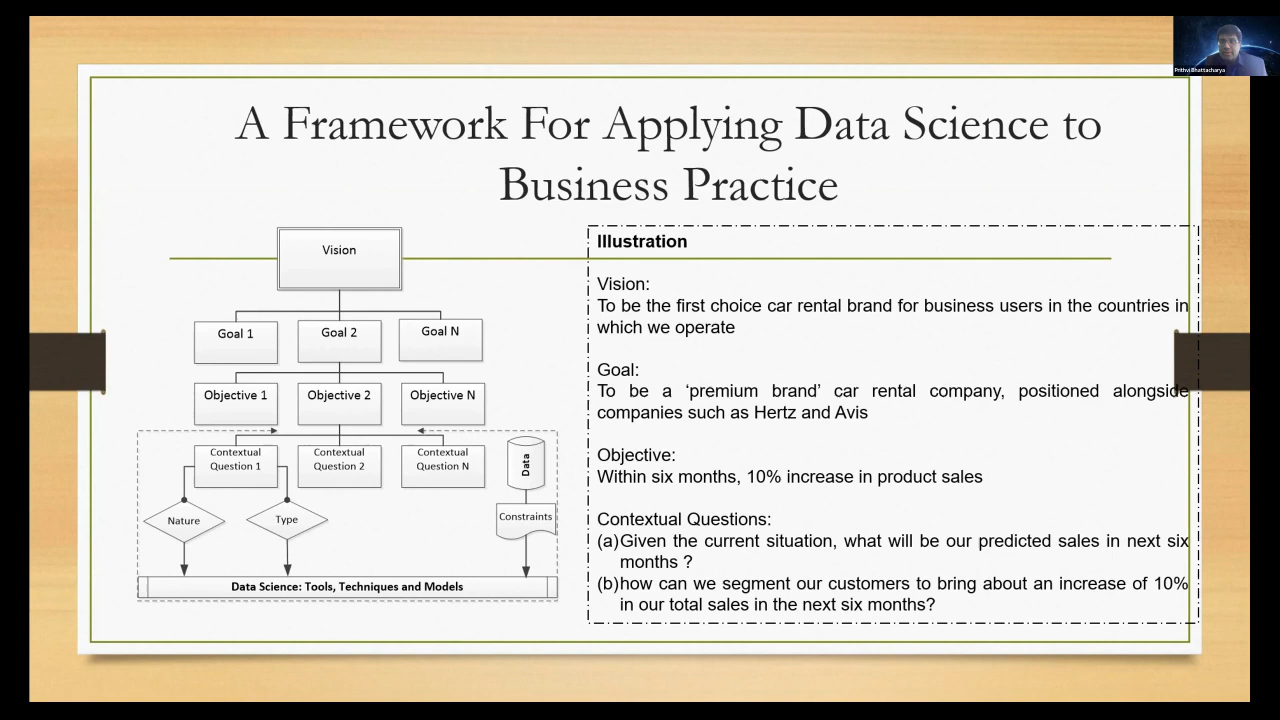 Prithvi Bhattacharya
A Framework For Applying Data Science to
Business Practice
Vision
Goal 1
Goal 2
Goal N
Objective 1
Objective 2
Objective N
Contextual
Question 1
Contextual
Question 2
Contextual
Question N
Data
Nature
Type
Constraints
Data Science: Tools, Techniques and Models
Illustration
Vision:
To be the first choice car rental brand for business users in the countries in
which we operate
Goal:
To be a ‘premium brand’ car rental company, positioned alongside
companies such as Hertz and Avis
Objective:
Within six months, 10% increase in product sales
Contextual Questions:
(a)Given the current situation, what will be our predicted sales in next six
months ?
(b)how can we segment our customers to bring about an increase of 10%
in our total sales in the next six months?